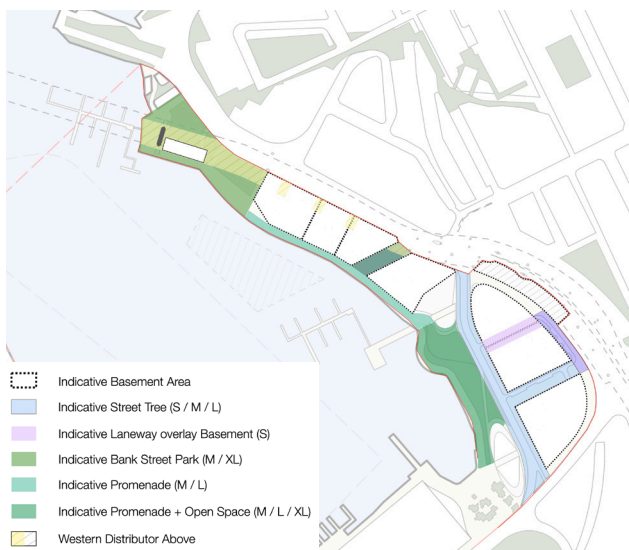 Indicative Basement Area
Indicative Street Tree (S / M / L)
Indicative Laneway overlay Basement (S)
Indicative Bank Street Park (M / XL)
Indicative Promenade (M / L)
Indicative Promenade + Open Space (M / L / XL)
Western Distributor Above